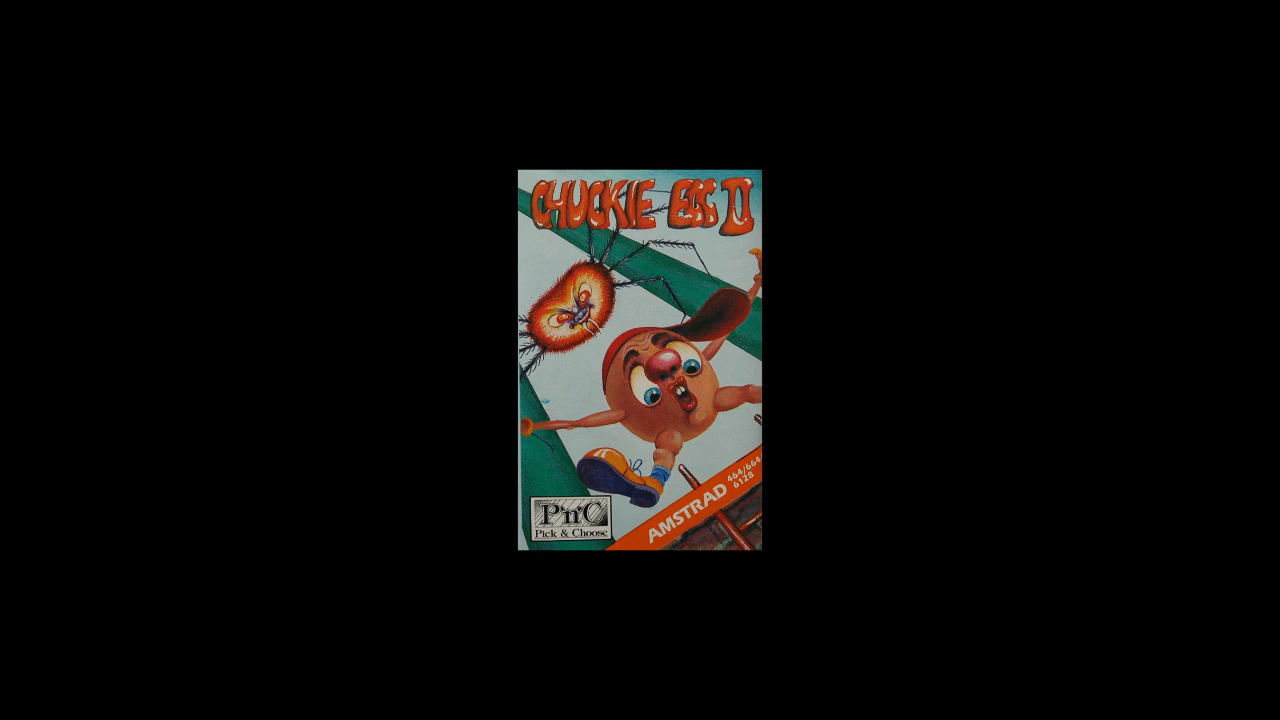 CHUCKIE EGG II
464/664
6128
AMSTRAD
P'n'C
Pick & Choose